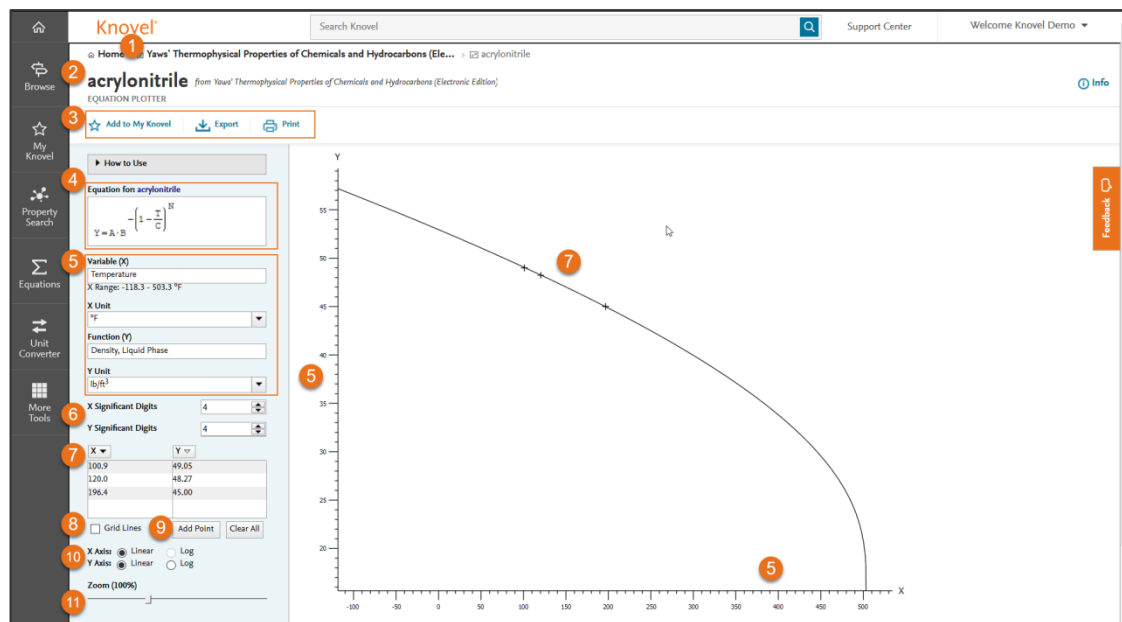 Knovel®
Search Knovel
Support Center
Welcome Knovel Demo
1
Home
Yaws' Thermophysical Properties of Chemicals and Hydrocarbons (Ele... > acrylonitrile
2
Browse
acrylonitrile from Yaws' Thermophysical Properties of Chemicals and Hydrocarbons (Electronic Edition)
Info
EQUATION PLOTTER
3
Add to My Knovel
Export
Print
My
Knovel
How to Use
4
Equation for: acrylonitrile
Y=A·B^-(1-T/C)^N
Property
Search
5
Variable (X)
Temperature
X Range: -118.3 - 503.3 °F
X Unit
°F
Function (Y)
Density, Liquid Phase
Y Unit
lb/ft³
Equations
Unit
Converter
More
Tools
6
X Significant Digits 4
Y Significant Digits 4
7
X Y
100.9 49.05
120.0 48.27
196.4 45.00
8
Grid Lines
9
Add Point
Clear All
10
X Axis: Linear Log
Y Axis: Linear Log
Zoom (100%)
11
Y
55
50
45
40
35
30
25
20
7
5
5
X
-100 -50 0 50 100 150 200 250 300 350 400 450 500
Feedback